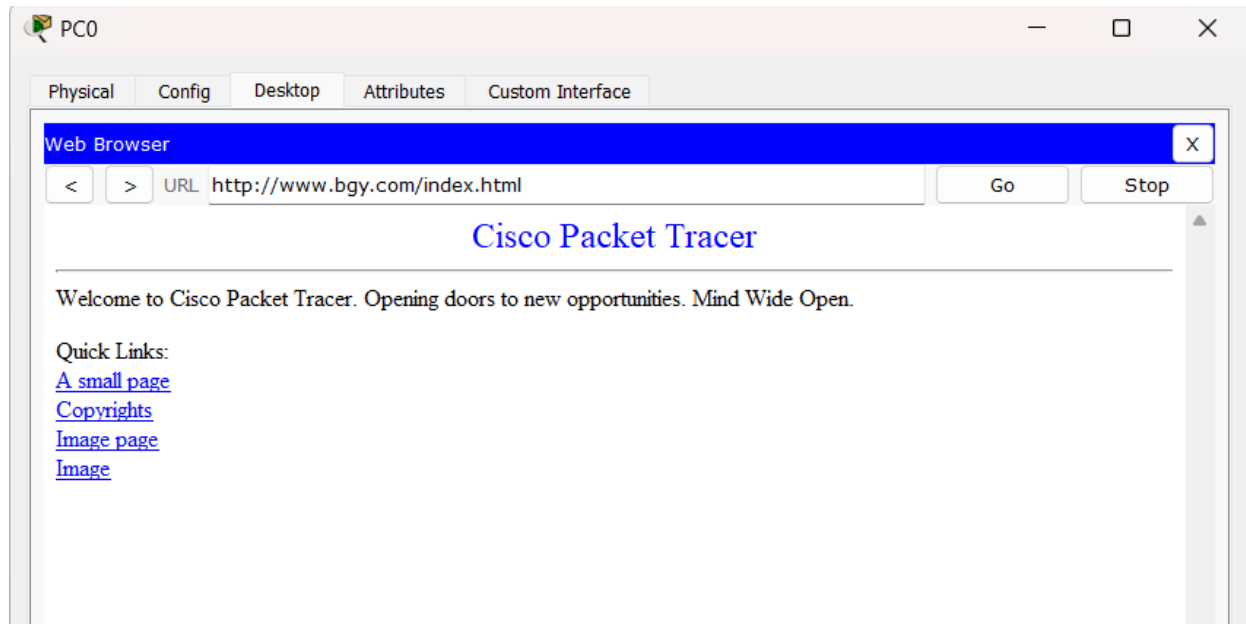 PC0
Physical Config Desktop Attributes Custom Interface
Web Browser X
< > URL http://www.bgy.com/index.html Go Stop
Cisco Packet Tracer
Welcome to Cisco Packet Tracer. Opening doors to new opportunities. Mind Wide Open.
Quick Links:
A small page
Copyrights
Image page
Image